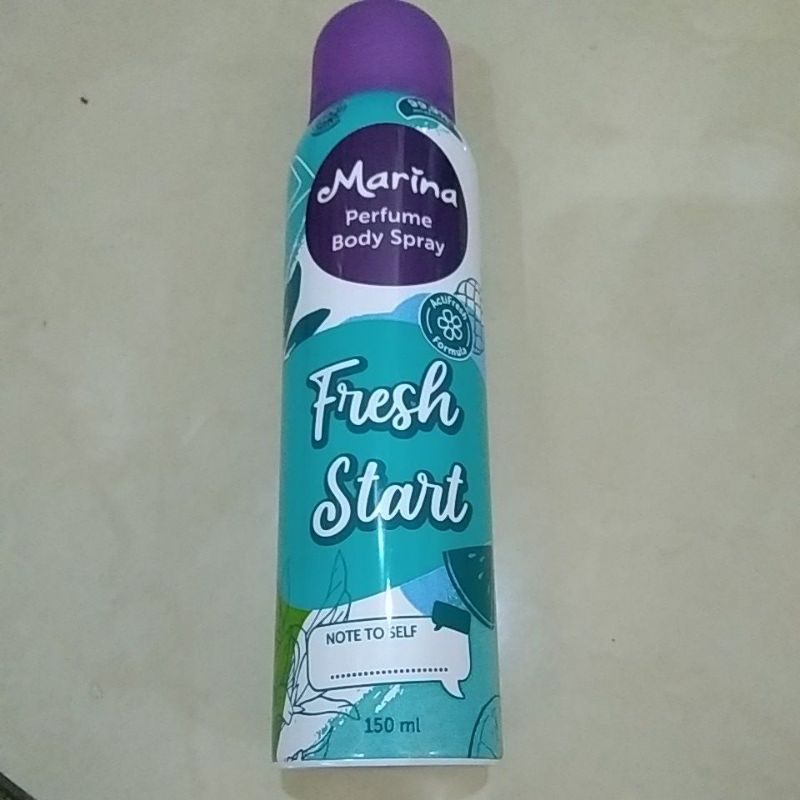 Marina
Perfume
Body Spray
ActiFresh
Formula
Fresh
Start
NOTE TO SELF
150 ml